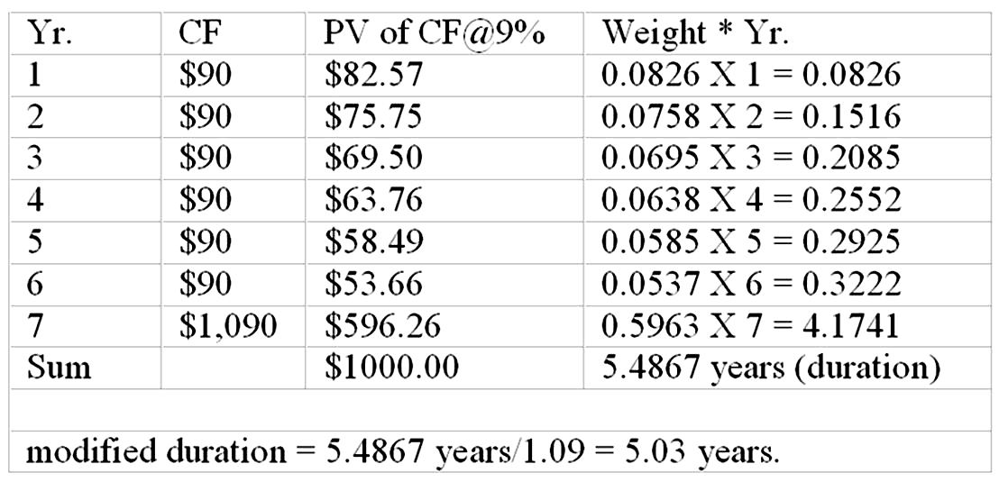 Yr. CF PV of CF@9% Weight * Yr.
1 $90 $82.57 0.0826 X 1 = 0.0826
2 $90 $75.75 0.0758 X 2 = 0.1516
3 $90 $69.50 0.0695 X 3 = 0.2085
4 $90 $63.76 0.0638 X 4 = 0.2552
5 $90 $58.49 0.0585 X 5 = 0.2925
6 $90 $53.66 0.0537 X 6 = 0.3222
7 $1,090 $596.26 0.5963 X 7 = 4.1741
Sum $1000.00 5.4867 years (duration)
modified duration = 5.4867 years/1.09 = 5.03 years.